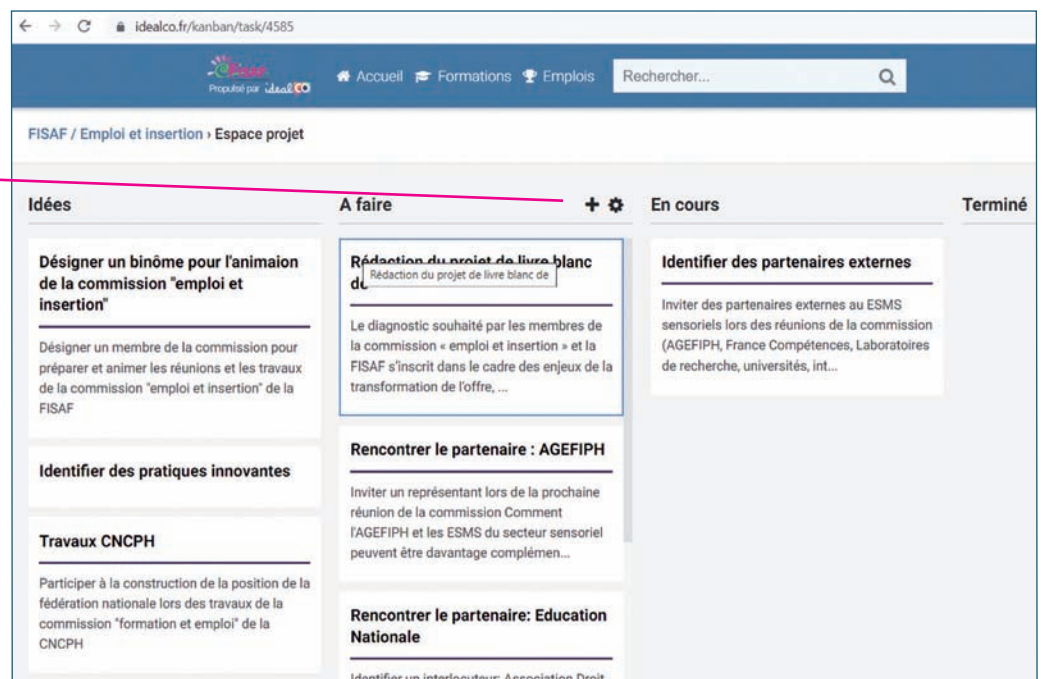 idealco.fr/kanban/task/4585
Propulsé par idealCO
Accueil Formations Emplois Rechercher...
FISAF / Emploi et insertion › Espace projet
Idées
Désigner un binôme pour l'animaion
de la commission "emploi et
insertion"
Désigner un membre de la commission pour
préparer et animer les réunions et les travaux
de la commission "emploi et insertion" de la
FISAF
Identifier des pratiques innovantes
Travaux CNCPH
Participer à la construction de la position de la
fédération nationale lors des travaux de la
commission "formation et emploi" de la
CNCPH
A faire
Rédaction du projet de livre blanc
de
Rédaction du projet de livre blanc de
Le diagnostic souhaité par les membres de
la commission « emploi et insertion » et la
FISAF s'inscrit dans le cadre des enjeux de la
transformation de l'offre, ...
Rencontrer le partenaire : AGEFIPH
Inviter un représentant lors de la prochaine
réunion de la commission Comment
l'AGEFIPH et les ESMS du secteur sensoriel
peuvent être davantage complémen...
Rencontrer le partenaire: Education
Nationale
Identifier un interlocuteur: Association Droit
En cours
Identifier des partenaires externes
Inviter des partenaires externes au ESMS
sensoriels lors des réunions de la commission
(AGEFIPH, France Compétences, Laboratoires
de recherche, universités, int...
Terminé